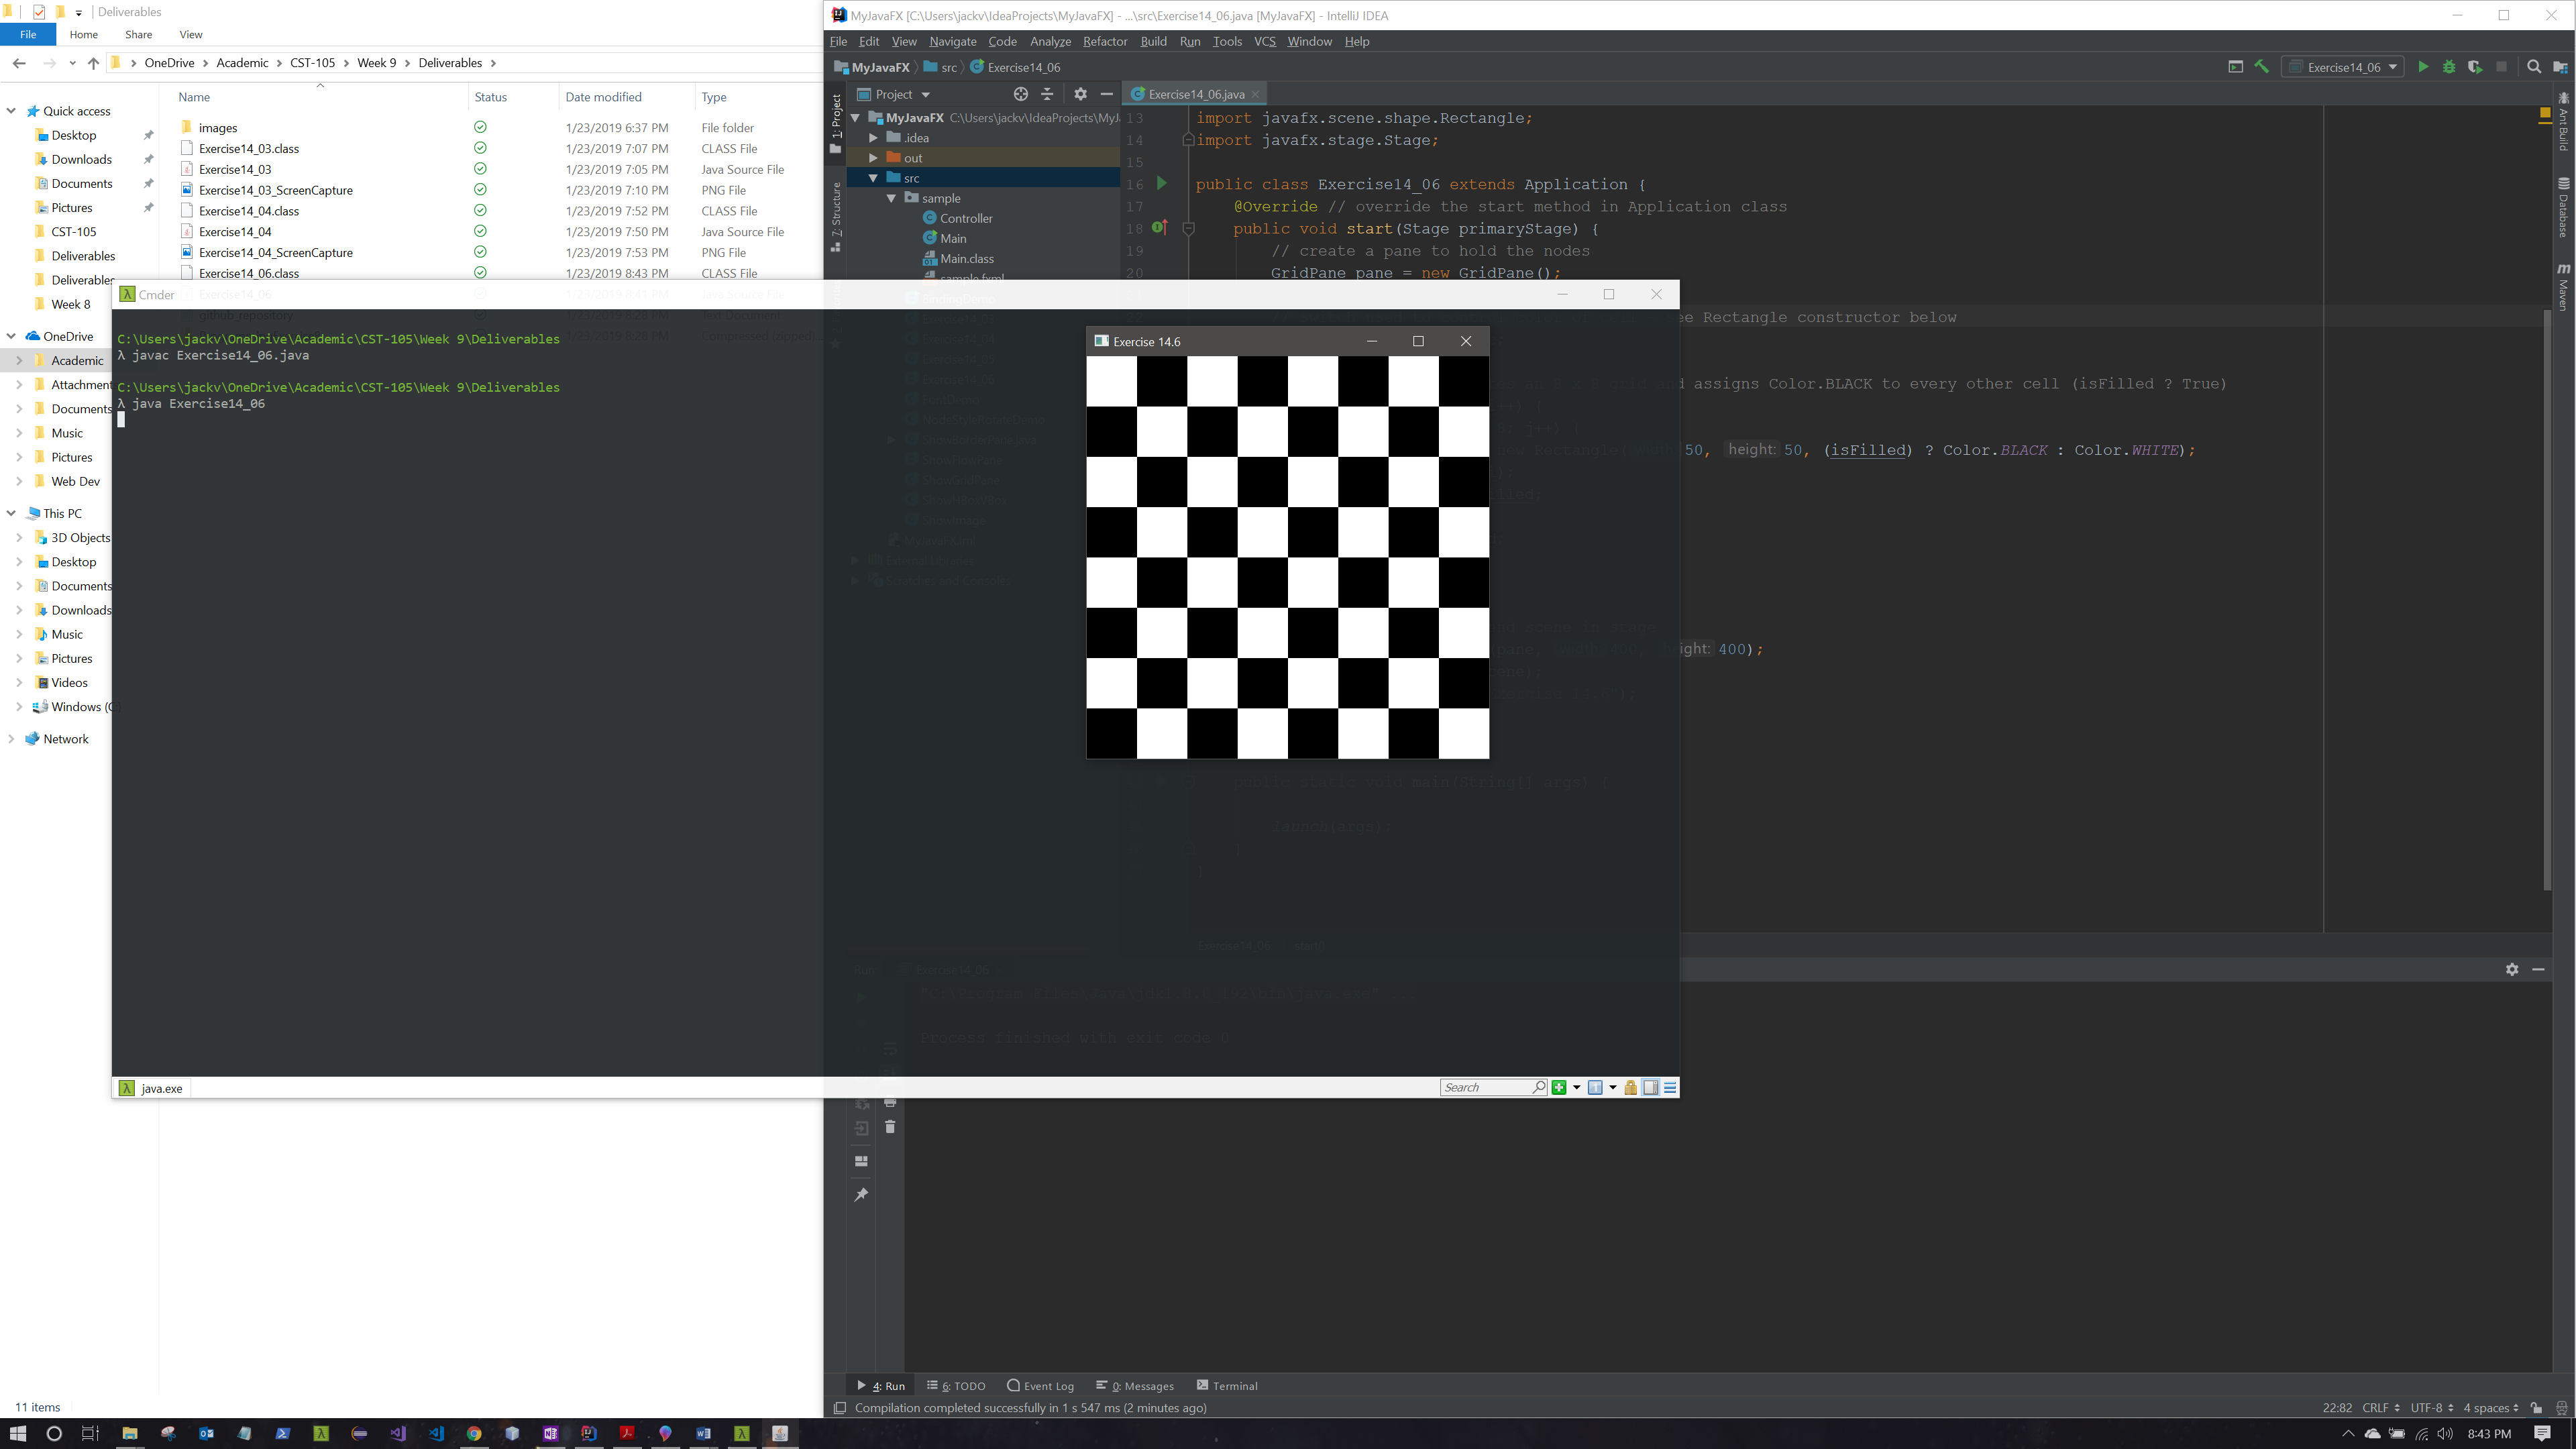 Deliverables
File Home Share View
OneDrive Academic CST-105 Week 9 Deliverables
Name Status Date modified Type
Quick access
Desktop
Downloads
Documents
Pictures
CST-105
Deliverables
Deliverables
Week 8
OneDrive
Academic
Attachment
Documents
Music
Pictures
Web Dev
This PC
3D Objects
Desktop
Documents
Downloads
Music
Pictures
Videos
Windows (C
Network
images 1/23/2019 6:37 PM File folder
Exercise14_03.class 1/23/2019 7:07 PM CLASS File
Exercise14_03 1/23/2019 7:05 PM Java Source File
Exercise14_03_ScreenCapture 1/23/2019 7:10 PM PNG File
Exercise14_04.class 1/23/2019 7:52 PM CLASS File
Exercise14_04 1/23/2019 7:50 PM Java Source File
Exercise14_04_ScreenCapture 1/23/2019 7:53 PM PNG File
Exercise14_06.class 1/23/2019 8:43 PM CLASS File
11 items
MyJavaFX [C:\Users\jackv\IdeaProjects\MyJavaFX] - ...\src\Exercise14_06.java [MyJavaFX] - IntelliJ IDEA
File Edit View Navigate Code Analyze Refactor Build Run Tools VCS Window Help
MyJavaFX src Exercise14_06
Exercise14_06
Project
Exercise14_06.java
1: Project
7: Structure
MyJavaFX C:\Users\jackv\IdeaProjects\MyJ
.idea
out
src
sample
Controller
Main
Main.class
sample.fxml
13 import javafx.scene.shape.Rectangle;
14 import javafx.stage.Stage;
15
16 public class Exercise14_06 extends Application {
17 @Override // override the start method in Application class
18 public void start(Stage primaryStage) {
19 // create a pane to hold the nodes
20 GridPane pane = new GridPane();
ee Rectangle constructor below
d assigns Color.BLACK to every other cell (isFilled ? True)
50, height: 50, (isFilled) ? Color.BLACK : Color.WHITE);
ight: 400);
public static void main(String[] args) {
launch(args);
Process finished with exit code 0
Ant Build
Database
Maven
Cmder
C:\Users\jackv\OneDrive\Academic\CST-105\Week 9\Deliverables
λ javac Exercise14_06.java
C:\Users\jackv\OneDrive\Academic\CST-105\Week 9\Deliverables
λ java Exercise14_06
java.exe
Search
Exercise 14.6
4: Run 6: TODO Event Log 0: Messages Terminal
Compilation completed successfully in 1 s 547 ms (2 minutes ago)
22:82 CRLF UTF-8 4 spaces
8:43 PM